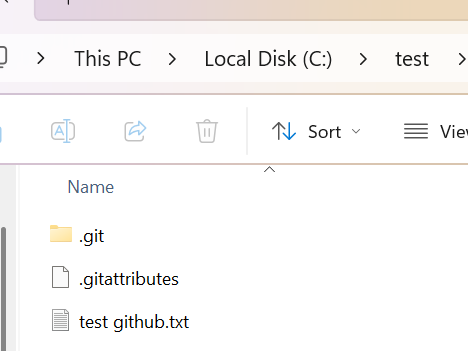 This PC > Local Disk (C:) > test >
Sort
Name
.git
.gitattributes
test github.txt